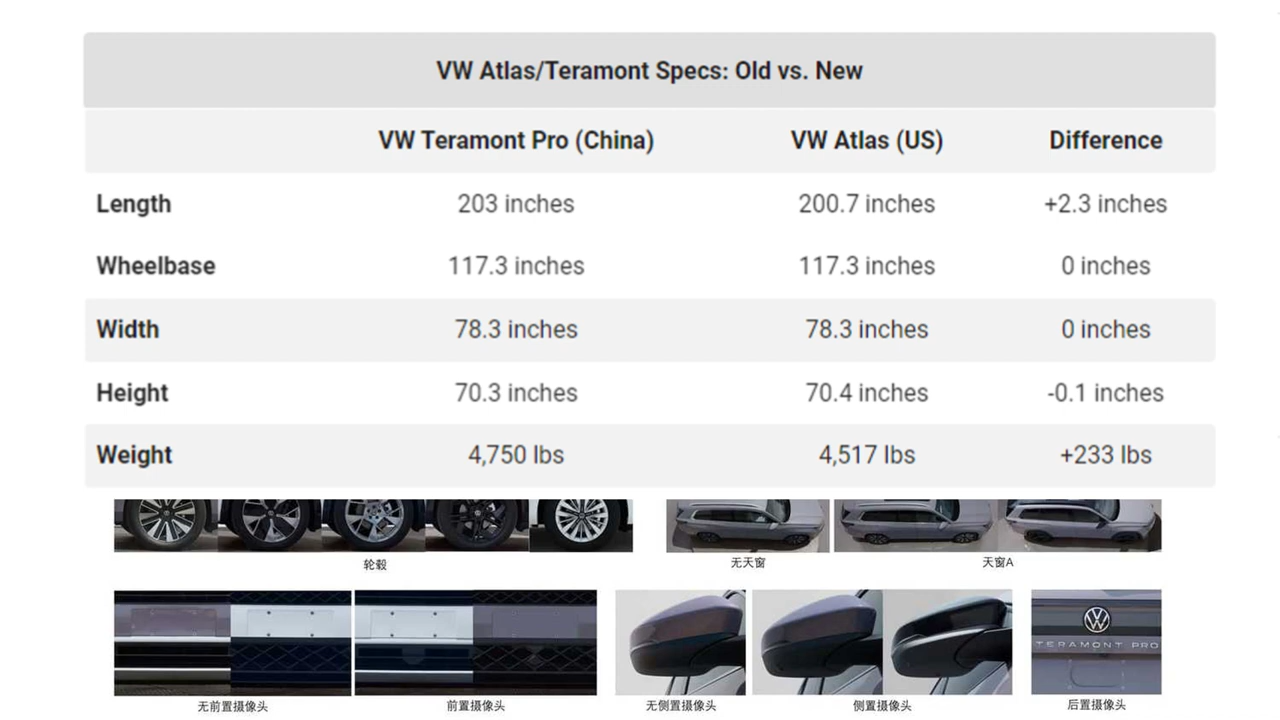 VW Atlas/Teramont Specs: Old vs. New
VW Teramont Pro (China) VW Atlas (US) Difference
Length 203 inches 200.7 inches +2.3 inches
Wheelbase 117.3 inches 117.3 inches 0 inches
Width 78.3 inches 78.3 inches 0 inches
Height 70.3 inches 70.4 inches -0.1 inches
Weight 4,750 lbs 4,517 lbs +233 lbs
轮毂 无天窗 天窗A
TERAMONT PRO
无前置摄像头 前置摄像头 无侧置摄像头 侧置摄像头 后置摄像头